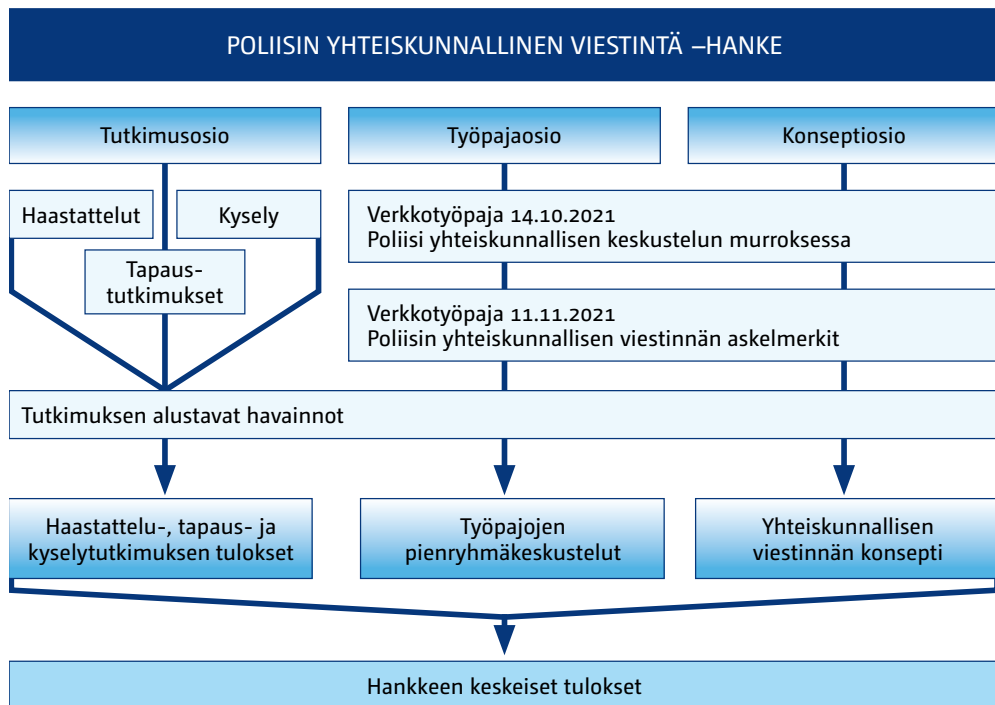 POLIISIN YHTEISKUNNALLINEN VIESTINTÄ –HANKE
Tutkimusosio
Työpajaosio
Konseptiosio
Haastattelut
Kysely
Tapaus-
tutkimukset
Verkkotyöpaja 14.10.2021
Poliisi yhteiskunnallisen keskustelun murroksessa
Verkkotyöpaja 11.11.2021
Poliisin yhteiskunnallisen viestinnän askelmerkit
Tutkimuksen alustavat havainnot
Haastattelu-, tapaus- ja
kyselytutkimuksen tulokset
Työpajojen
pienryhmäkeskustelut
Yhteiskunnallisen
viestinnän konsepti
Hankkeen keskeiset tulokset